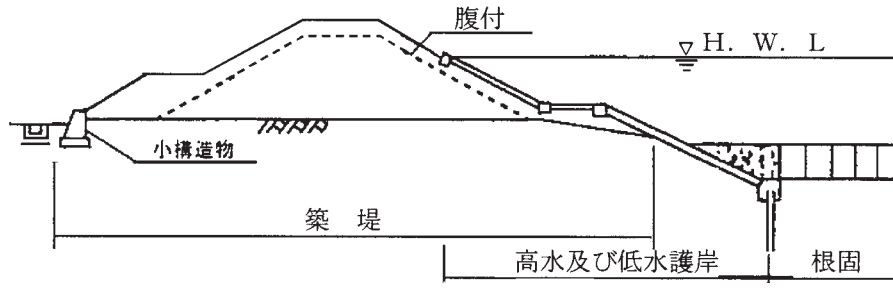 腹付
H. W. L
小構造物
築 堤
高水及び低水護岸
根固